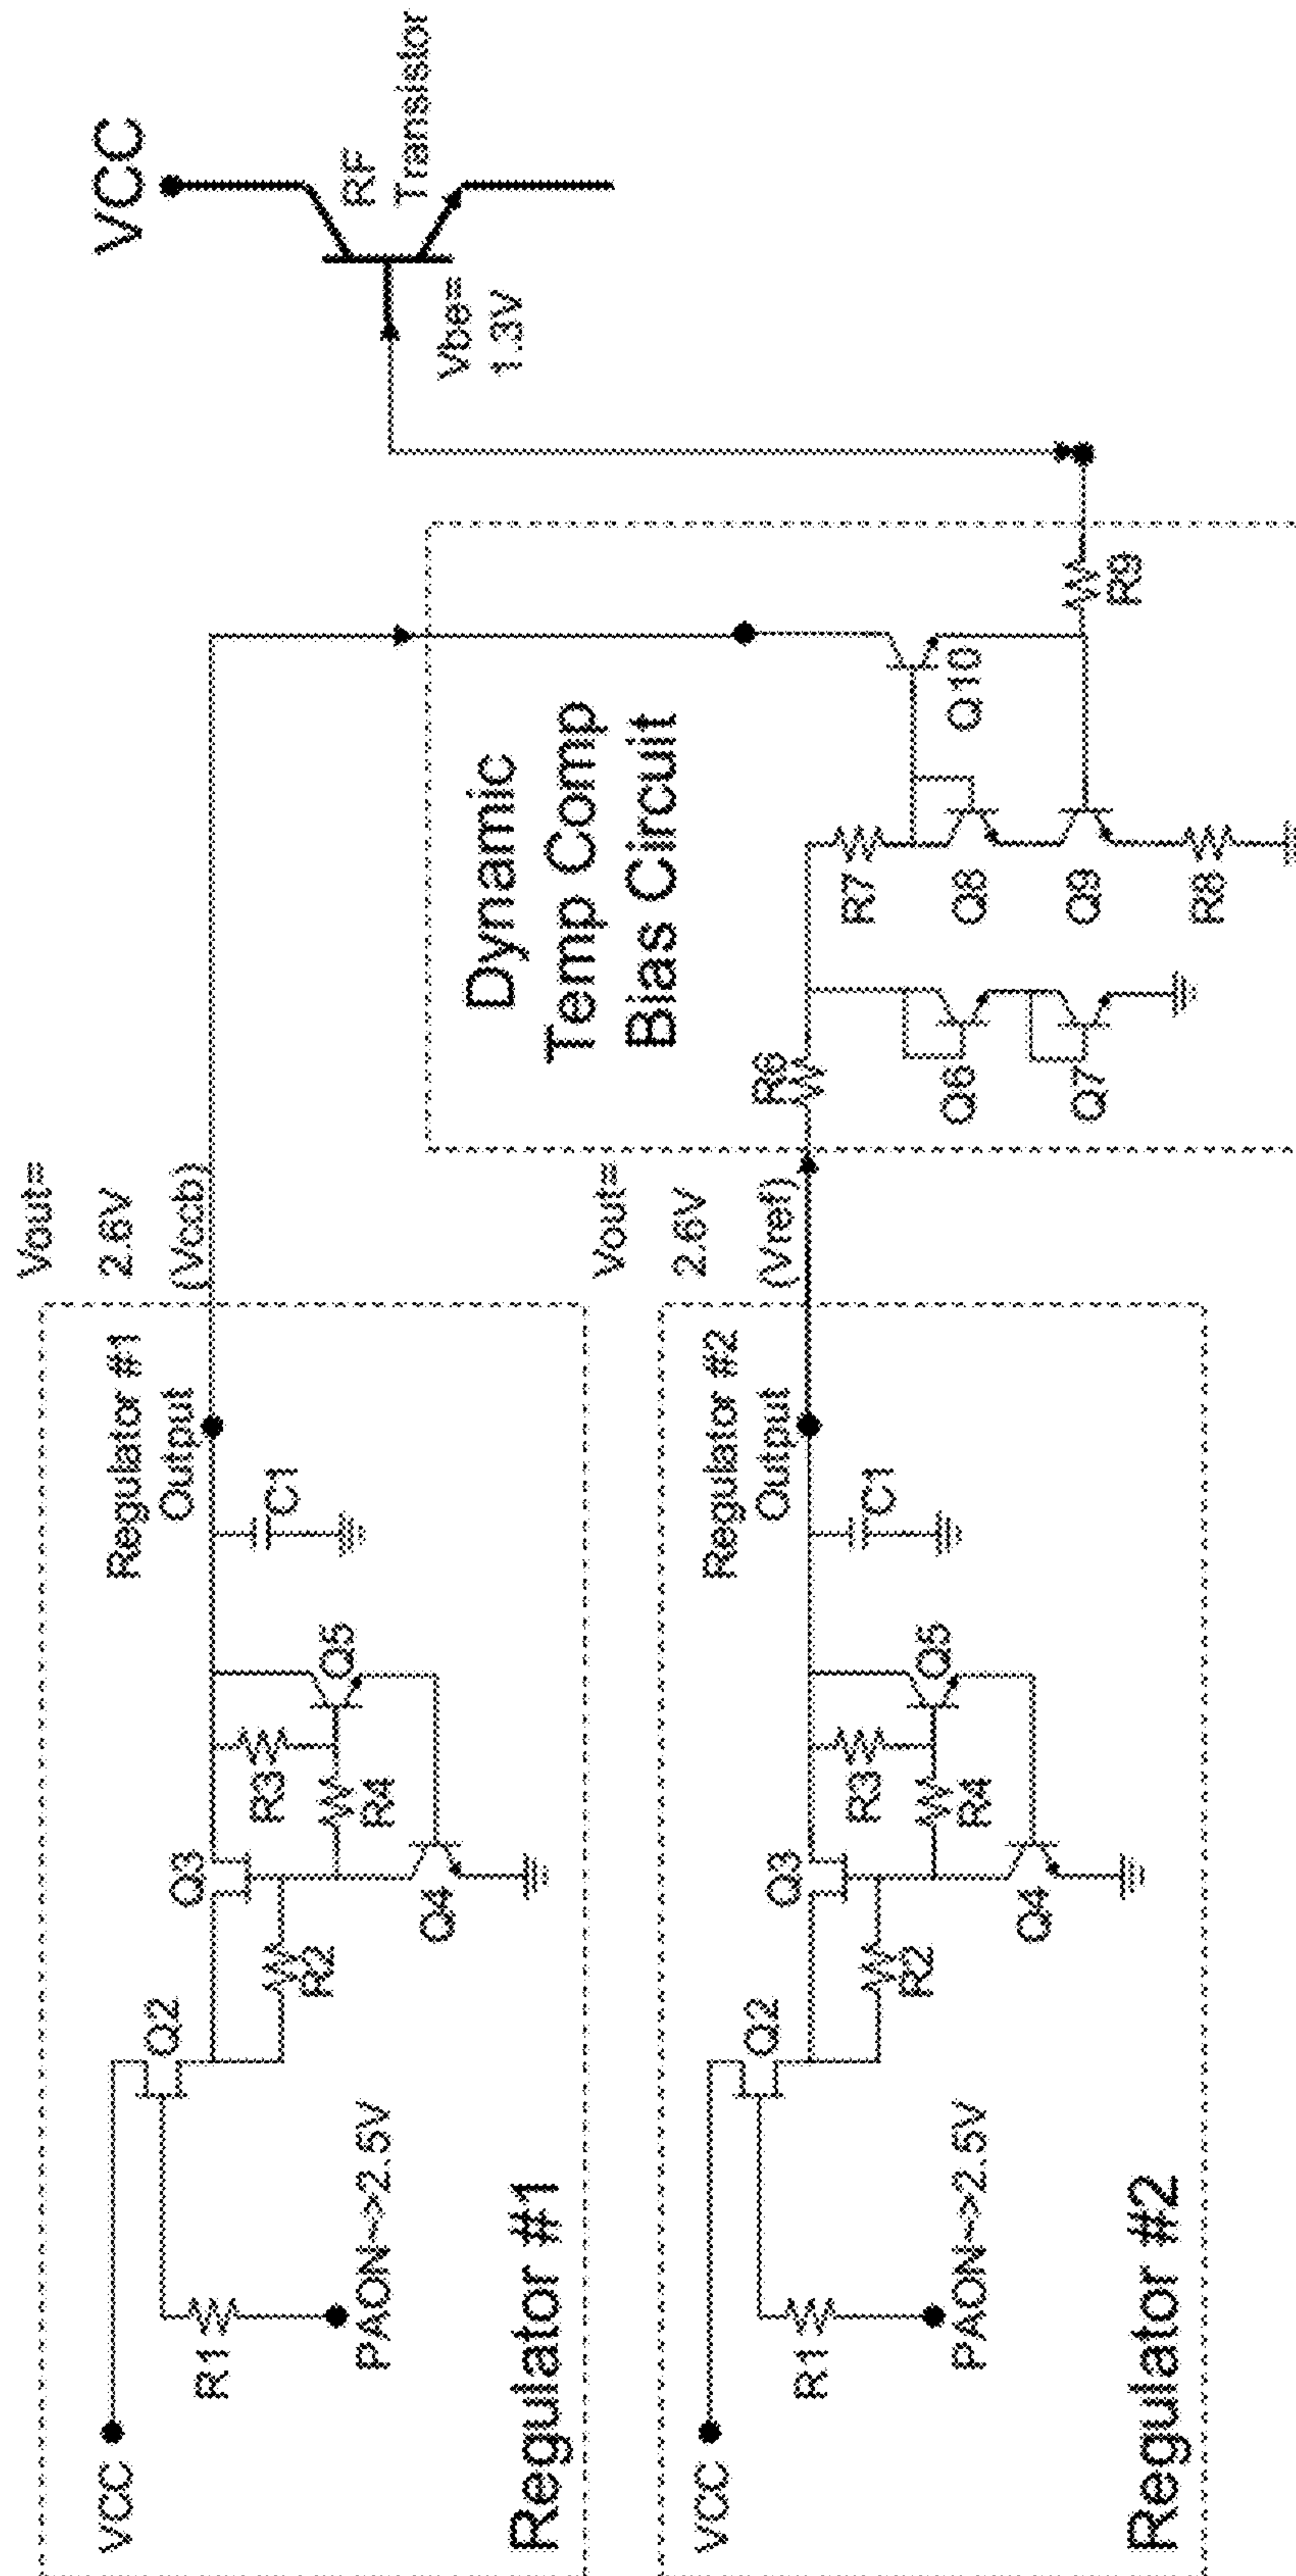 VCC
R1
PAON~>2.5V
Regulator #1
Q2
R2
Q3
Q4
R3
R4
Q5
C1
Regulator #1
Output
Vout=
2.6V
(Vccb)
VCC
R1
PAON~>2.5V
Regulator #2
Q2
R2
Q3
Q4
R3
R4
Q5
C1
Regulator #2
Output
Vout=
2.6V
(Vref)
Dynamic
Temp Comp
Bias Circuit
R6
Q6
Q7
R7
Q8
Q9
R8
Q10
R9
VCC
RF
Transistor
Vbe=
1.3V